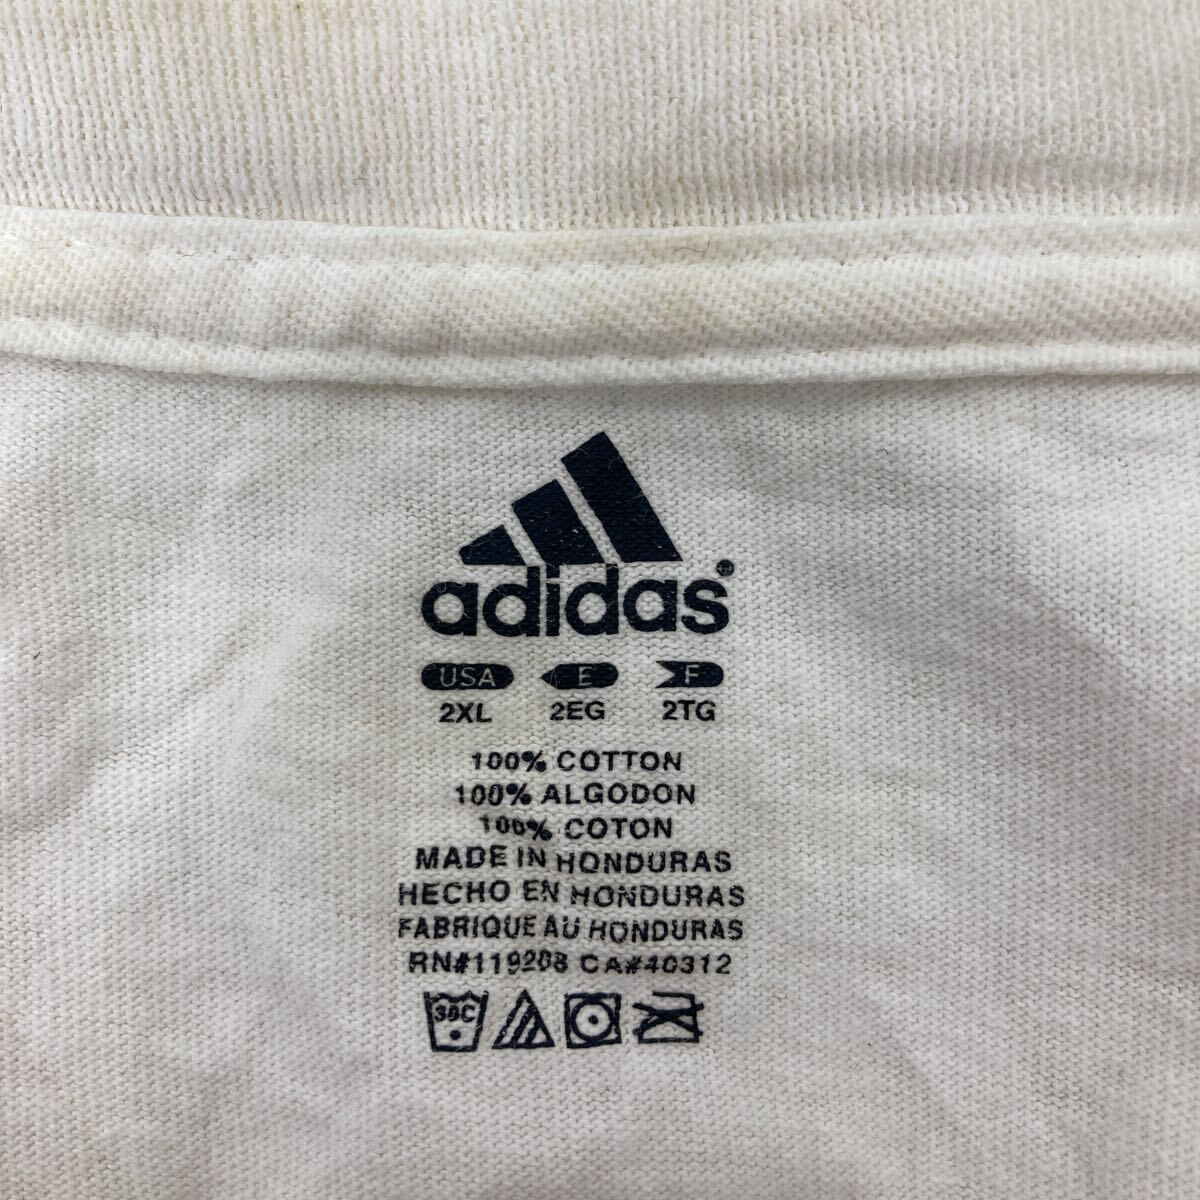 adidas®
USA E F
2XL 2EG 2TG
100% COTTON
100% ALGODON
100% COTON
MADE IN HONDURAS
HECHO EN HONDURAS
FABRIQUE AU HONDURAS
RN#119208 CA#40312
30C